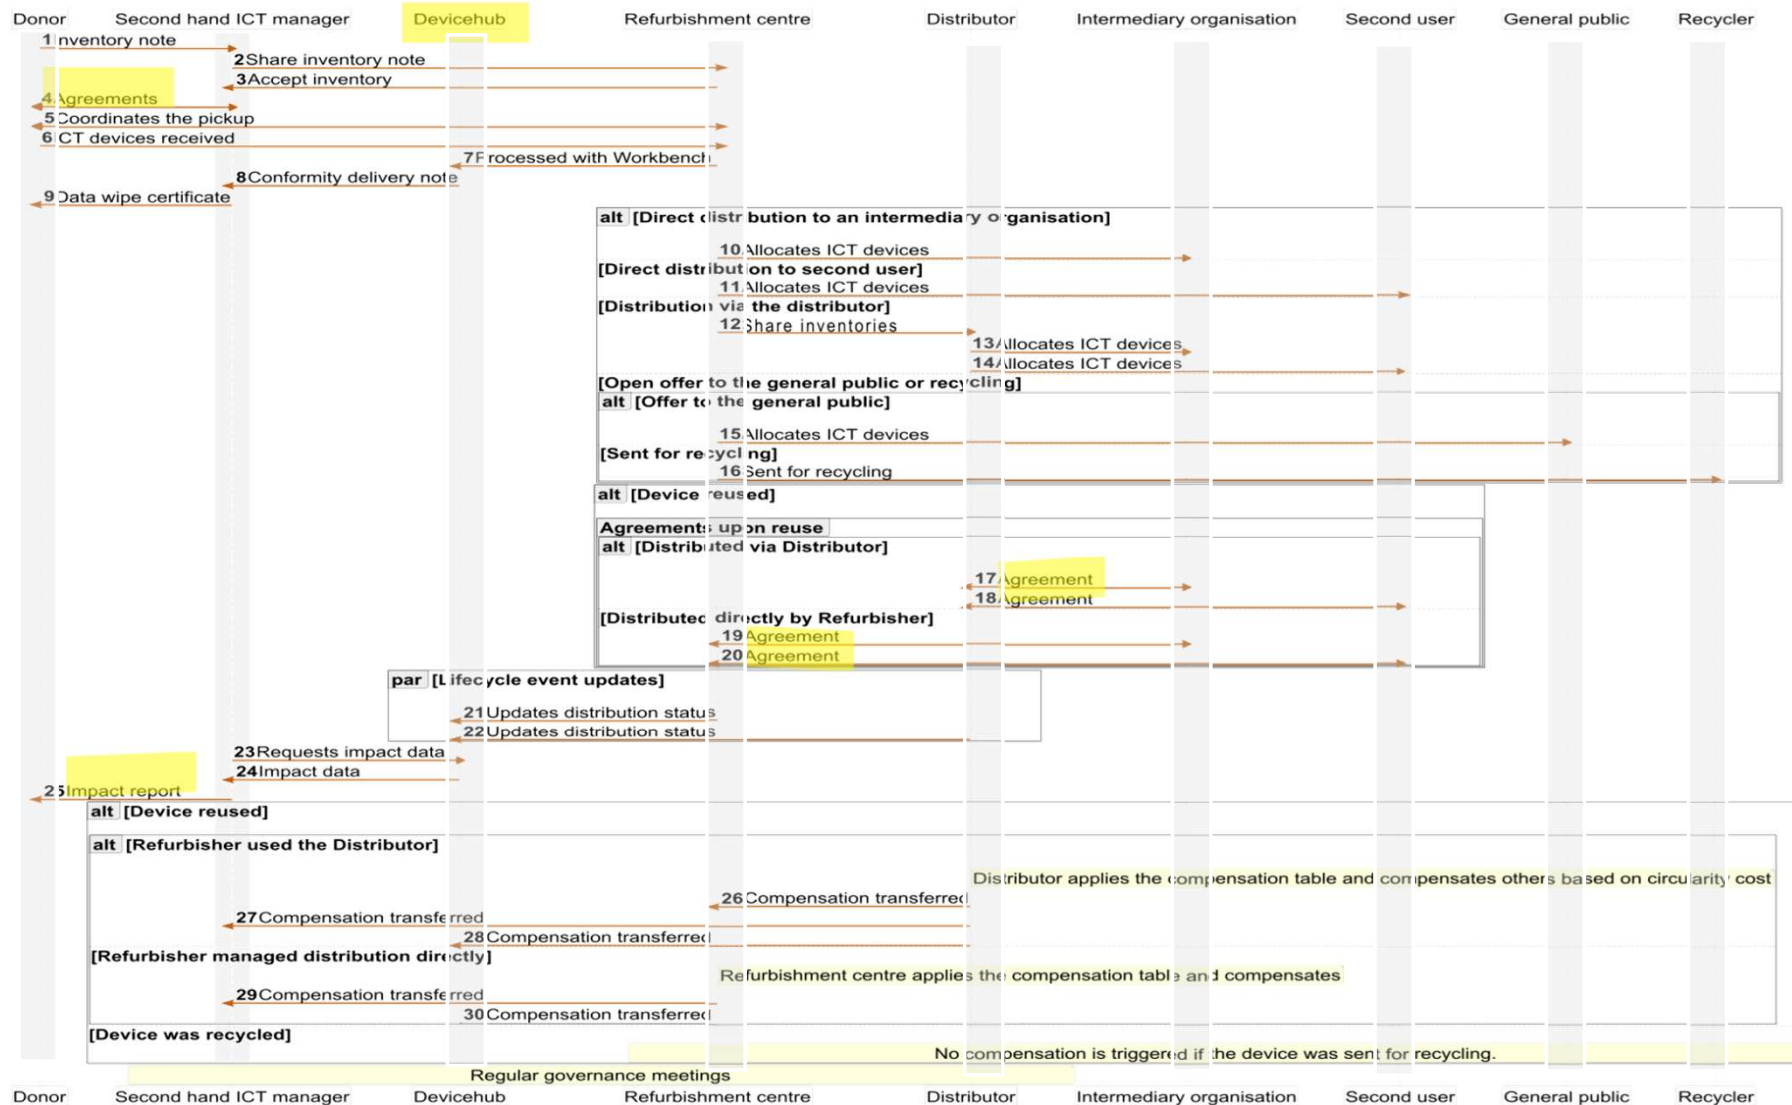 Donor Second hand ICT manager Devicehub Refurbishment centre Distributor Intermediary organisation Second user General public Recycler
1 Inventory note
2 Share inventory note
3 Accept inventory
4 Agreements
5 Coordinates the pickup
6 ICT devices received
7 Processed with Workbench
8 Conformity delivery note
9 Data wipe certificate
alt [Direct distribution to an intermediary organisation]
10 Allocates ICT devices
[Direct distribution to second user]
11 Allocates ICT devices
[Distribution via the distributor]
12 Share inventories
13 Allocates ICT devices
14 Allocates ICT devices
[Open offer to the general public or recycling]
alt [Offer to the general public]
15 Allocates ICT devices
[Sent for recycling]
16 Sent for recycling
alt [Device reused]
Agreements upon reuse
alt [Distributed via Distributor]
17 Agreement
18 Agreement
[Distributed directly by Refurbisher]
19 Agreement
20 Agreement
par [Lifecycle event updates]
21 Updates distribution status
22 Updates distribution status
23 Requests impact data
24 Impact data
25 Impact report
alt [Device reused]
alt [Refurbisher used the Distributor]
Distributor applies the compensation table and compensates others based on circularity cost
26 Compensation transferred
27 Compensation transferred
28 Compensation transferred
[Refurbisher managed distribution directly]
Refurbishment centre applies the compensation table and compensates
29 Compensation transferred
30 Compensation transferred
[Device was recycled]
No compensation is triggered if the device was sent for recycling.
Regular governance meetings
Donor Second hand ICT manager Devicehub Refurbishment centre Distributor Intermediary organisation Second user General public Recycler